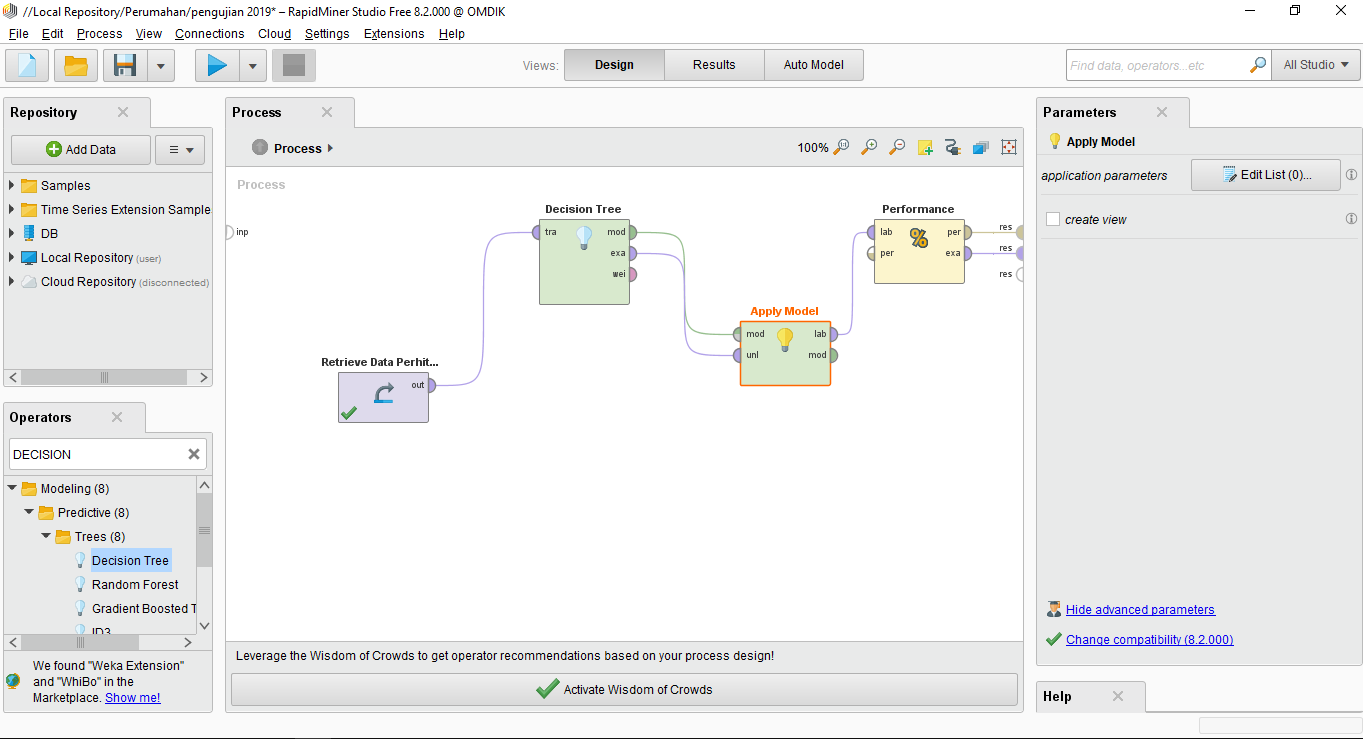 //Local Repository/Perumahan/pengujian 2019* – RapidMiner Studio Free 8.2.000 @ OMDIK
File Edit Process View Connections Cloud Settings Extensions Help
Views: Design Results Auto Model
Find data, operators...etc
All Studio
Repository
Add Data
Samples
Time Series Extension Sample
DB
Local Repository (user)
Cloud Repository (disconnected)
Operators
DECISION
Modeling (8)
Predictive (8)
Trees (8)
Decision Tree
Random Forest
Gradient Boosted T
ID3
We found "Weka Extension"
and "WhiBo" in the
Marketplace. Show me!
Process
Process
100%
Process
inp
Decision Tree
tra mod
exa
wei
Retrieve Data Perhit...
out
Apply Model
mod lab
unl mod
Performance
lab per
per exa
res
res
res
Leverage the Wisdom of Crowds to get operator recommendations based on your process design!
Activate Wisdom of Crowds
Parameters
Apply Model
application parameters
Edit List (0)...
create view
Hide advanced parameters
Change compatibility (8.2.000)
Help